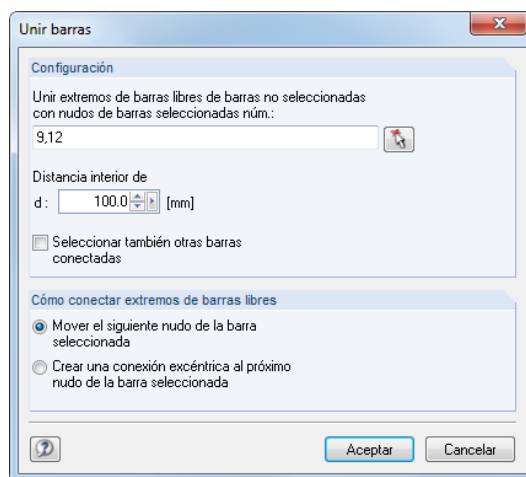 Unir barras
Configuración
Unir extremos de barras libres de barras no seleccionadas
con nudos de barras seleccionadas núm.:
9,12
Distancia interior de
d : 100.0 [mm]
Seleccionar también otras barras
conectadas
Cómo conectar extremos de barras libres
Mover el siguiente nudo de la barra
seleccionada
Crear una conexión excéntrica al próximo
nudo de la barra seleccionada
Aceptar Cancelar